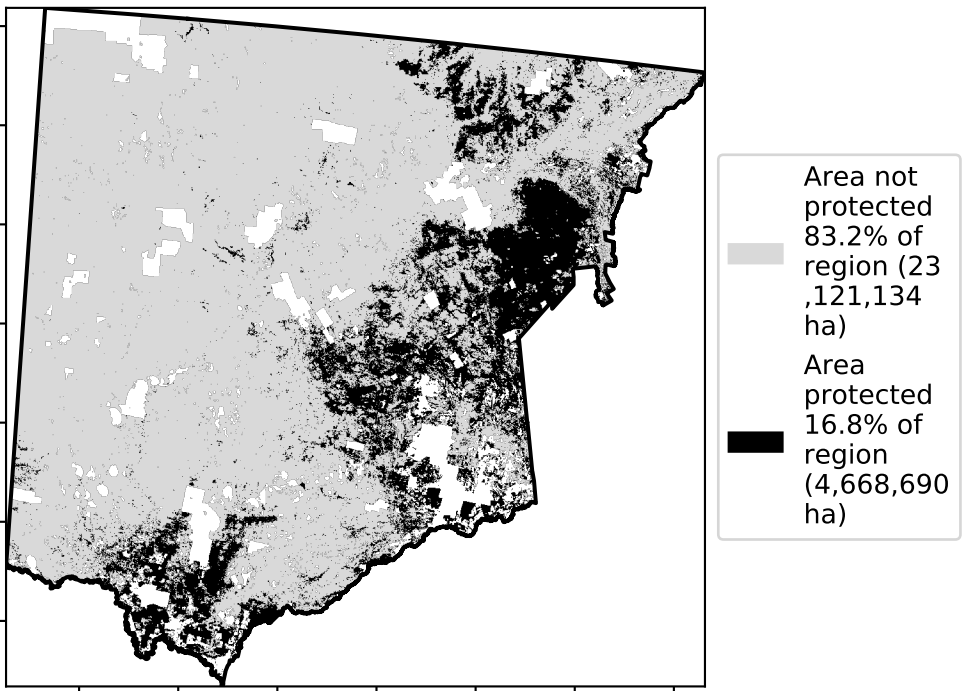 Area not
protected
83.2% of
region (23
,121,134
ha)
Area
protected
16.8% of
region
(4,668,690
ha)